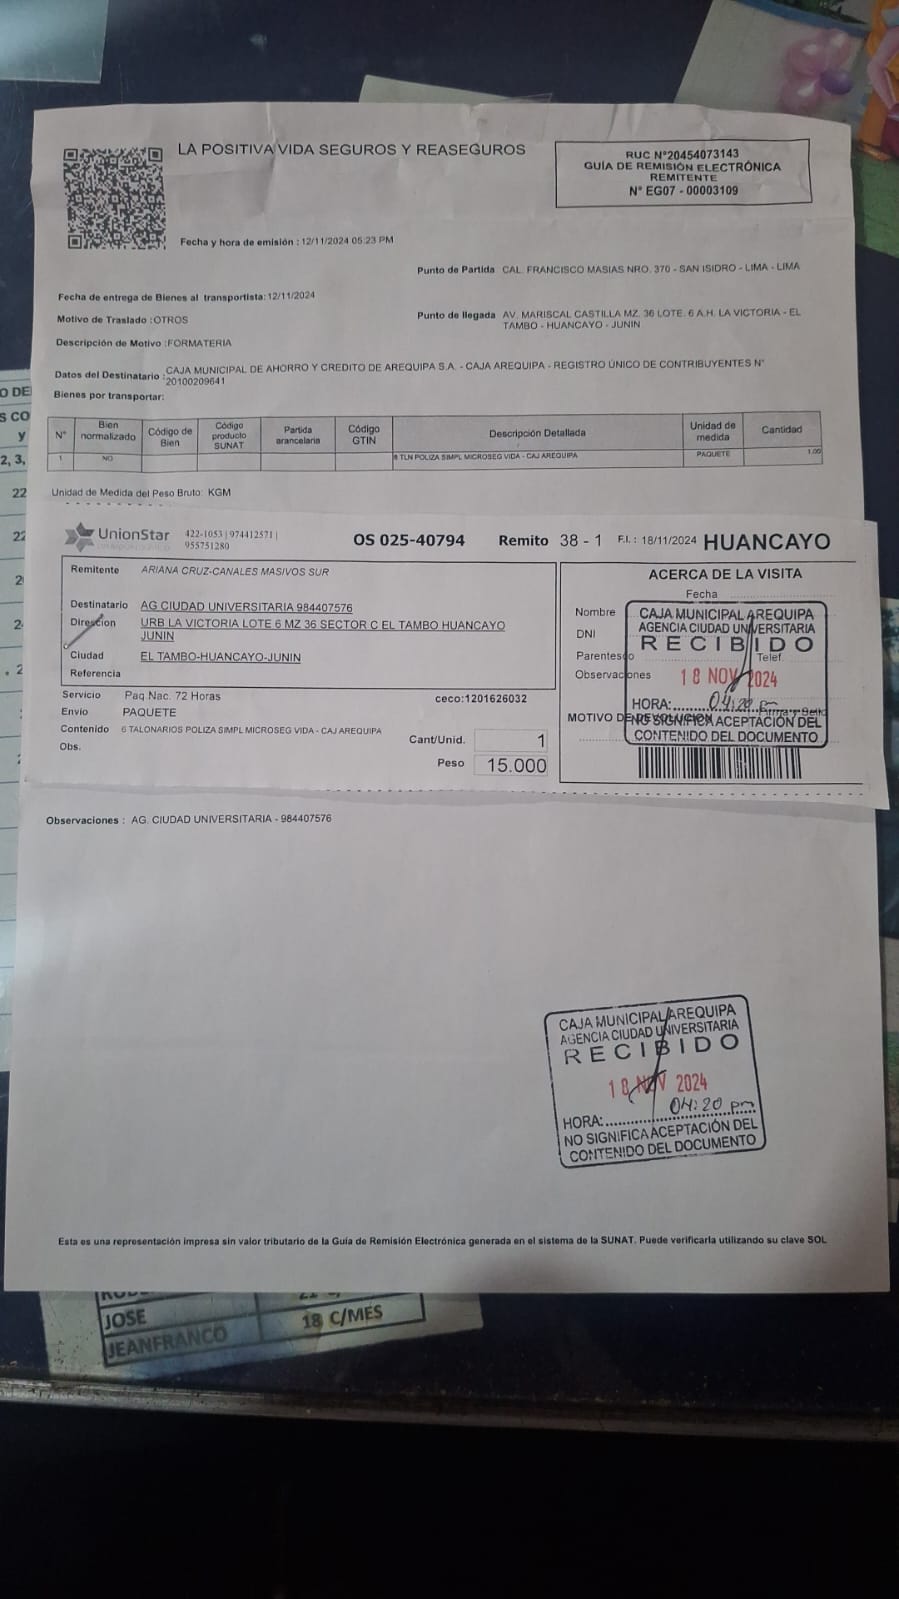 LA POSITIVA VIDA SEGUROS Y REASEGUROS
RUC N°20454073143
GUÍA DE REMISIÓN ELECTRÓNICA
REMITENTE
N° EG07 - 00003109
Fecha y hora de emisión : 12/11/2024 05:23 PM
Punto de Partida CAL. FRANCISCO MASIAS NRO. 370 - SAN ISIDRO - LIMA - LIMA
Fecha de entrega de Bienes al transportista: 12/11/2024
Punto de llegada AV. MARISCAL CASTILLA MZ. 36 LOTE. 6 A.H. LA VICTORIA - EL
TAMBO - HUANCAYO - JUNIN
Motivo de Traslado : OTROS
Descripción de Motivo : FORMATERIA
Datos del Destinatario : CAJA MUNICIPAL DE AHORRO Y CREDITO DE AREQUIPA S.A. - CAJA AREQUIPA - REGISTRO ÚNICO DE CONTRIBUYENTES N°
20100209641
Bienes por transportar:
N° Bien normalizado Código de Bien Código producto SUNAT Partida arancelaria Código GTIN Descripción Detallada Unidad de medida Cantidad
1 NO 6 TLN POLIZA SIMPL MICROSEG VIDA - CAJ AREQUIPA PAQUETE 1.00
Unidad de Medida del Peso Bruto: KGM
UnionStar 422-1053 | 974412571 |
955751280
OS 025-40794 Remito 38 - 1 F.I. : 18/11/2024 HUANCAYO
Remitente ARIANA CRUZ-CANALES MASIVOS SUR
Destinatario AG CIUDAD UNIVERSITARIA 984407576
Dirección URB LA VICTORIA LOTE 6 MZ 36 SECTOR C EL TAMBO HUANCAYO
JUNIN
Ciudad EL TAMBO-HUANCAYO-JUNIN
Referencia
Servicio Paq.Nac. 72 Horas ceco:1201626032
Envio PAQUETE
Contenido 6 TALONARIOS POLIZA SIMPL MICROSEG VIDA - CAJ AREQUIPA
Obs.
Cant/Unid. 1
Peso 15.000
ACERCA DE LA VISITA
Fecha
Nombre
DNI
Parentesco
Telef.
Observaciones
MOTIVO DE
CAJA MUNICIPAL AREQUIPA
AGENCIA CIUDAD UNIVERSITARIA
RECIBIDO
18 NOV 2024
HORA: 04:20 pm
NO SIGNIFICA ACEPTACIÓN DEL
CONTENIDO DEL DOCUMENTO
Observaciones : AG. CIUDAD UNIVERSITARIA - 984407576
CAJA MUNICIPAL AREQUIPA
AGENCIA CIUDAD UNIVERSITARIA
RECIBIDO
18 NOV 2024
04:20 pm
HORA:
NO SIGNIFICA ACEPTACIÓN DEL
CONTENIDO DEL DOCUMENTO
Esta es una representación impresa sin valor tributario de la Guía de Remisión Electrónica generada en el sistema de la SUNAT. Puede verificarla utilizando su clave SOL
JOSE
JEANFRANCO
18 C/MES